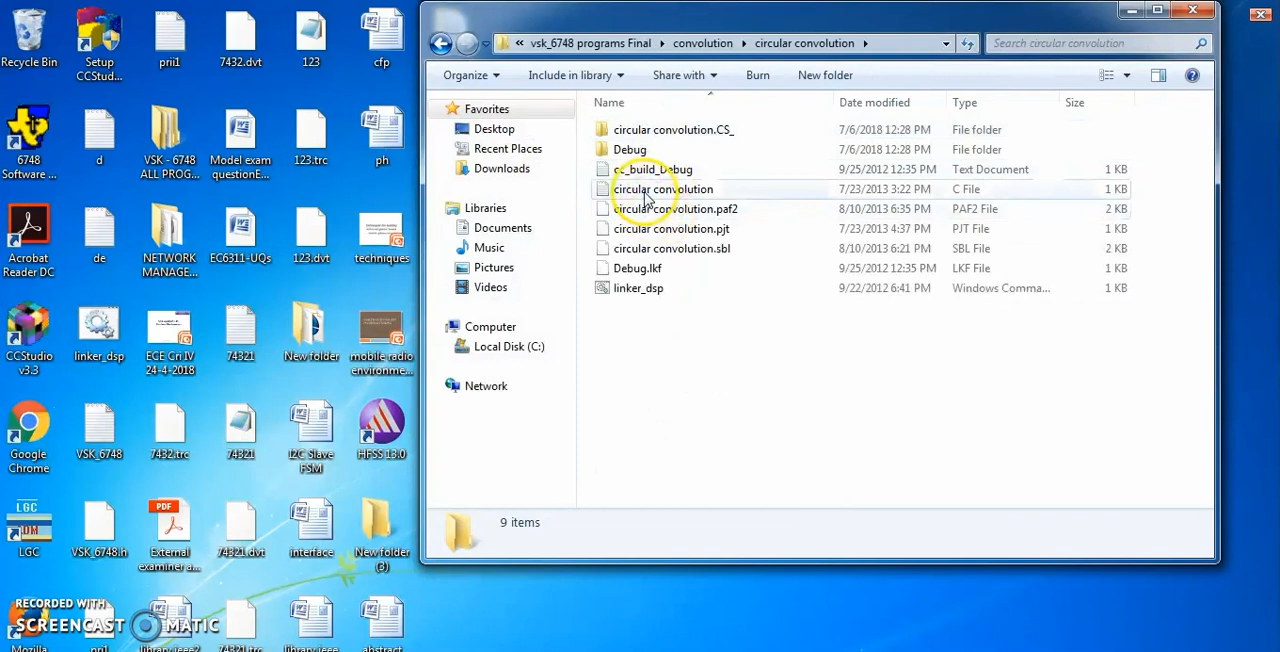 Recycle Bin
Setup
CCStud...
prii1
7432.dvt
123
cfp
6748
Software ...
d
VSK - 6748
ALL PROG...
Model exam
questionE...
123.trc
ph
Acrobat
Reader DC
de
NETWORK
MANAGE...
EC6311-UQs
123.dvt
techniques
CCStudio
v3.3
linker_dsp
ECE Cri IV
24-4-2018
74321
New folder
mobile radio
environme...
Google
Chrome
VSK_6748
7432.trc
74321
I2C Slave
FSM
HFSS 13.0
LGC
LGC
VSK_6748.h
PDF
External
examiner a...
74321.dvt
interface
New folder
(3)
Mozilla
pri1
library ieee2
74321.trc
library ieee
abstract
RECORDED WITH
SCREENCAST MATIC
« vsk_6748 programs Final convolution circular convolution
Search circular convolution
Organize Include in library Share with Burn New folder
Favorites
Desktop
Recent Places
Downloads
Libraries
Documents
Music
Pictures
Videos
Computer
Local Disk (C:)
Network
Name Date modified Type Size
circular convolution.CS_ 7/6/2018 12:28 PM File folder
Debug 7/6/2018 12:28 PM File folder
cc_build_Debug 9/25/2012 12:35 PM Text Document 1 KB
circular convolution 7/23/2013 3:22 PM C File 1 KB
circular convolution.paf2 8/10/2013 6:35 PM PAF2 File 2 KB
circular convolution.pjt 7/23/2013 4:37 PM PJT File 1 KB
circular convolution.sbl 8/10/2013 6:21 PM SBL File 2 KB
Debug.lkf 9/25/2012 12:35 PM LKF File 1 KB
linker_dsp 9/22/2012 6:41 PM Windows Comma... 1 KB
9 items